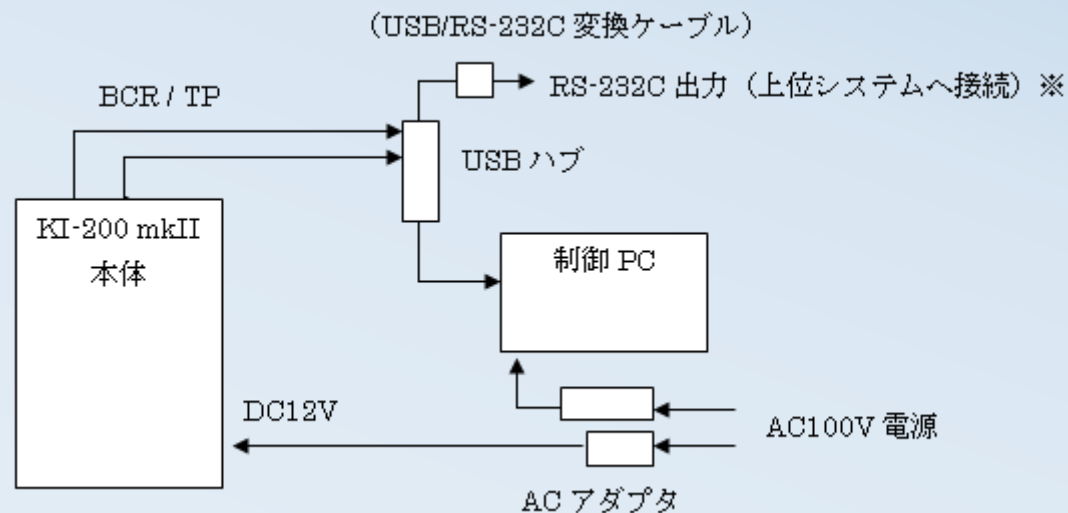 （USB/RS-232C 変換ケーブル）
RS-232C 出力（上位システムへ接続）※
BCR / TP
USB ハブ
KI-200 mkII
本体
制御 PC
DC12V
AC100V 電源
AC アダプタ